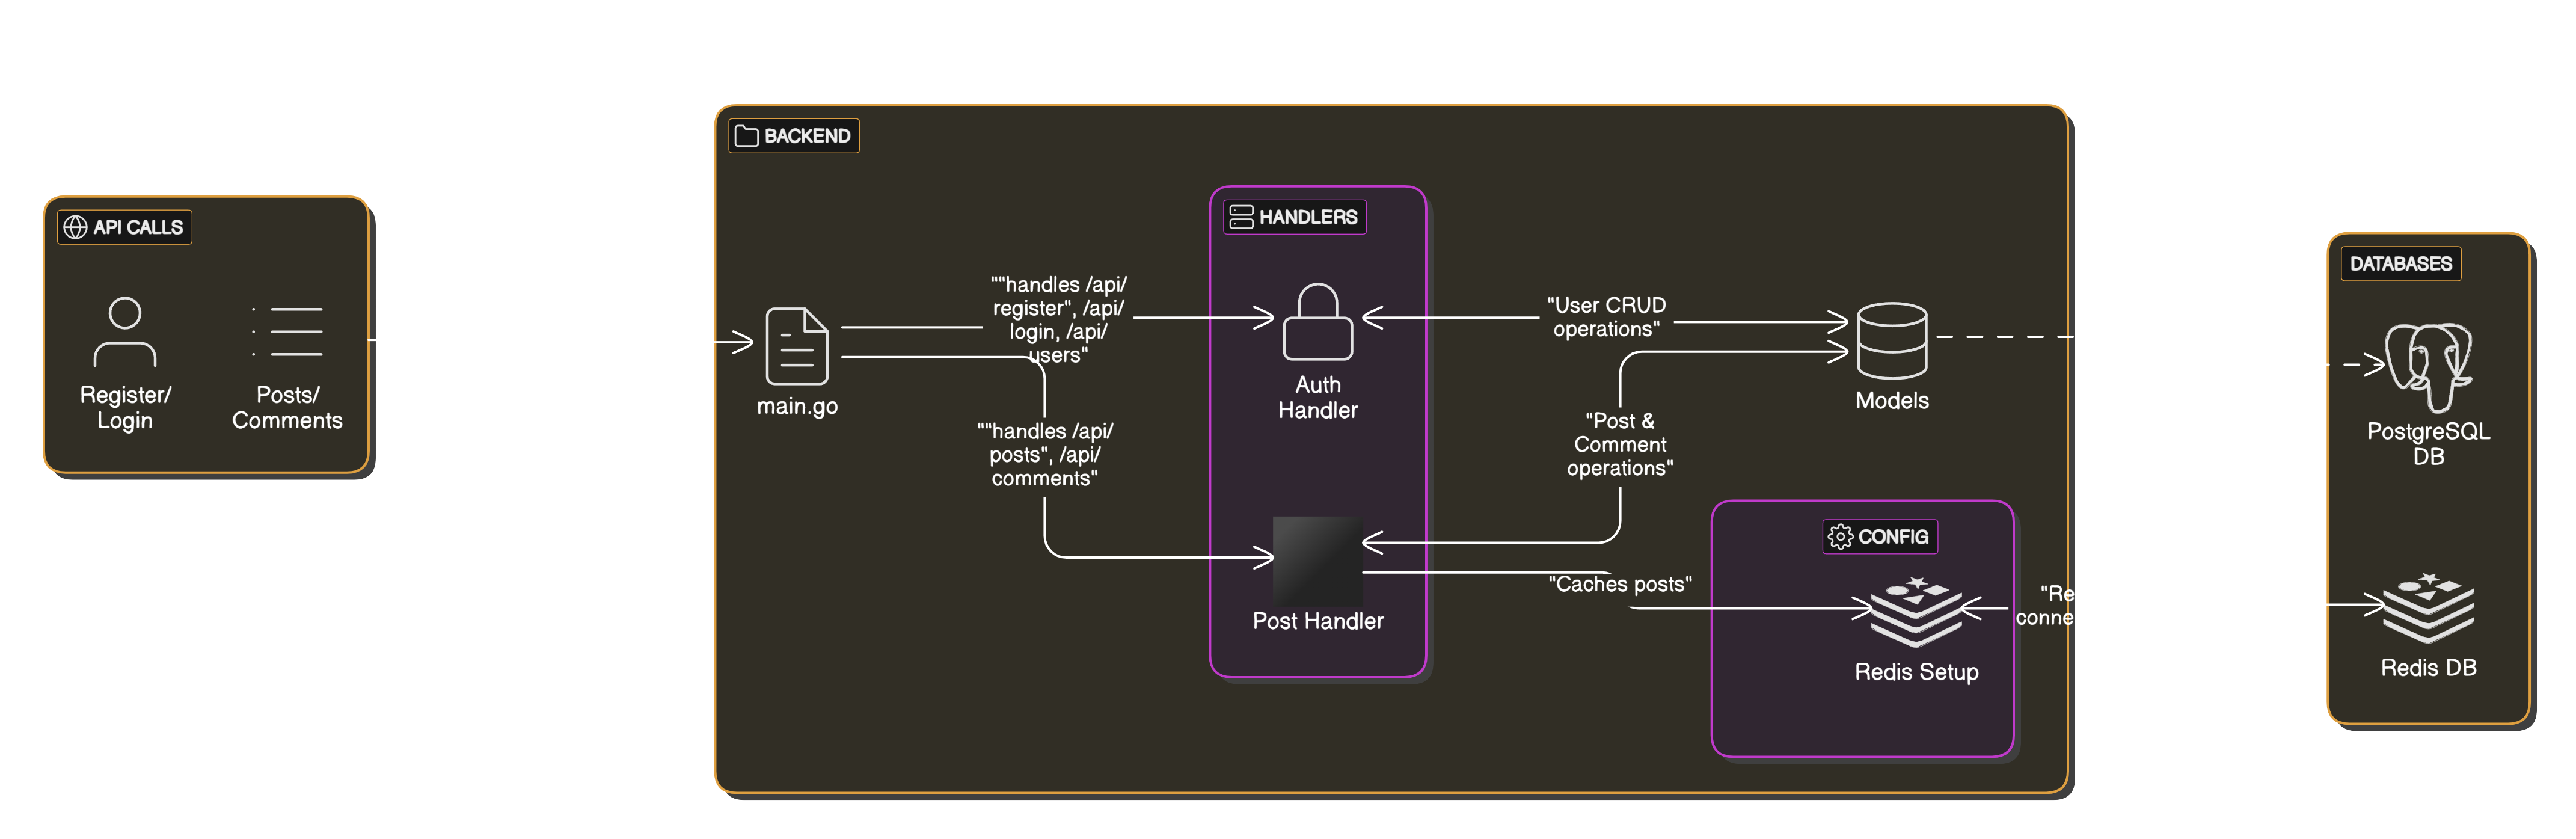 API CALLS
Register/
Login
Posts/
Comments
BACKEND
main.go
""handles /api/
register", /api/
login, /api/
users"
""handles /api/
posts", /api/
comments"
HANDLERS
Auth
Handler
Post Handler
"User CRUD
operations"
"Post &
Comment
operations"
"Caches posts"
Models
CONFIG
Redis Setup
"Re
conne
DATABASES
PostgreSQL
DB
Redis DB